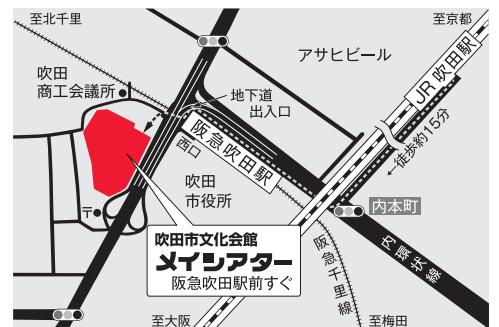 至北千里
至京都
アサヒビール
JR吹田駅
吹田
商工会議所
地下道
出入口
←徒歩約15分
阪急吹田駅
西口
吹田
市役所
〒
内本町
内環状線
吹田市文化会館
メイシアター
阪急吹田駅前すぐ
阪急千里線
至大阪
至梅田